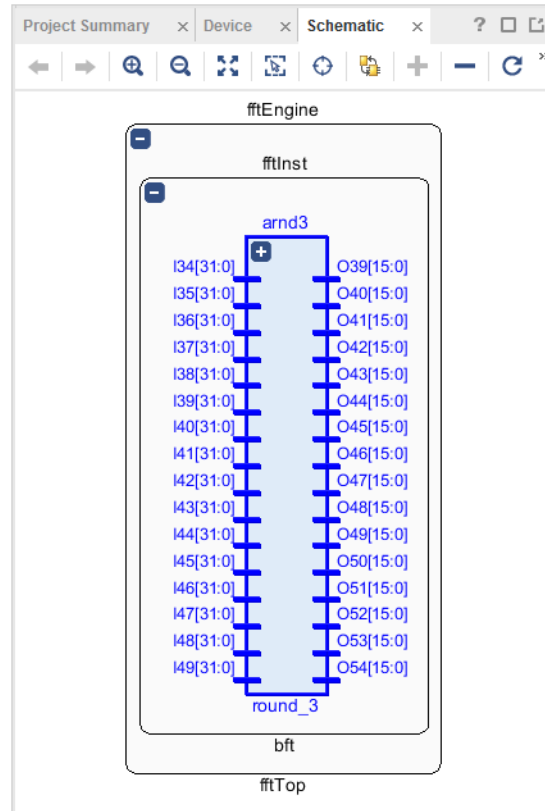 Project Summary × Device × Schematic × ?
fftEngine
fftInst
arnd3
I34[31:0] O39[15:0]
I35[31:0] O40[15:0]
I36[31:0] O41[15:0]
I37[31:0] O42[15:0]
I38[31:0] O43[15:0]
I39[31:0] O44[15:0]
I40[31:0] O45[15:0]
I41[31:0] O46[15:0]
I42[31:0] O47[15:0]
I43[31:0] O48[15:0]
I44[31:0] O49[15:0]
I45[31:0] O50[15:0]
I46[31:0] O51[15:0]
I47[31:0] O52[15:0]
I48[31:0] O53[15:0]
I49[31:0] O54[15:0]
round_3
bft
fftTop